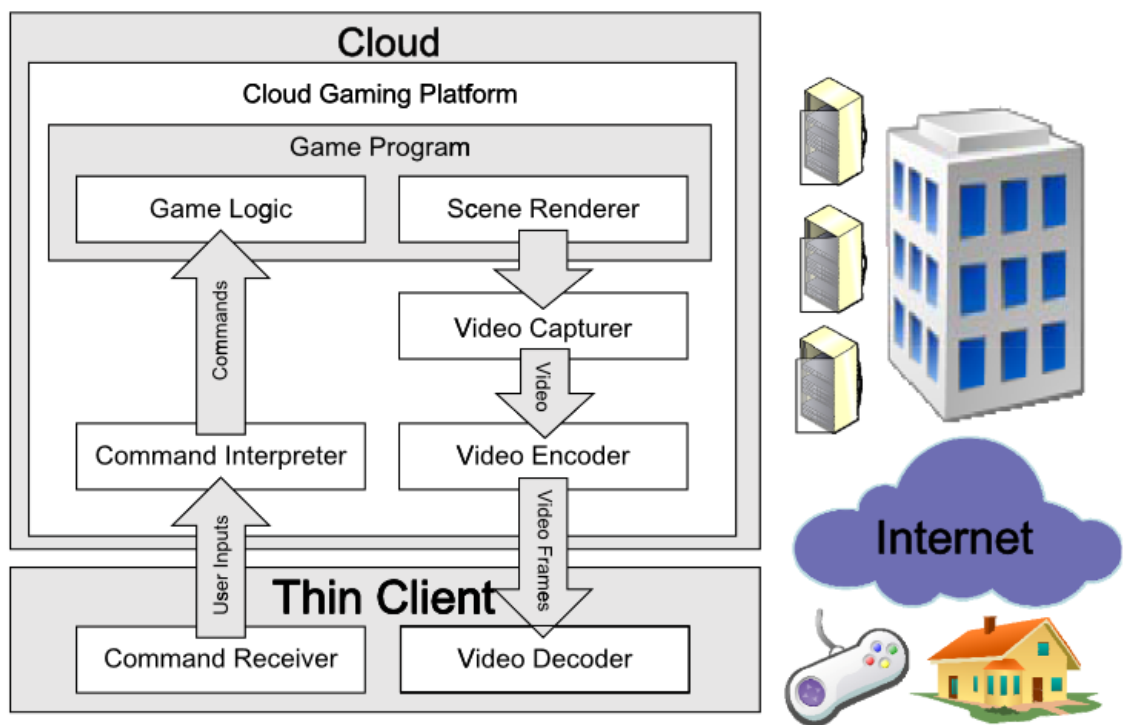 Cloud
Cloud Gaming Platform
Game Program
Game Logic
Scene Renderer
Commands
Video Capturer
Video
Command Interpreter
Video Encoder
User Inputs
Video Frames
Thin Client
Command Receiver
Video Decoder
Internet